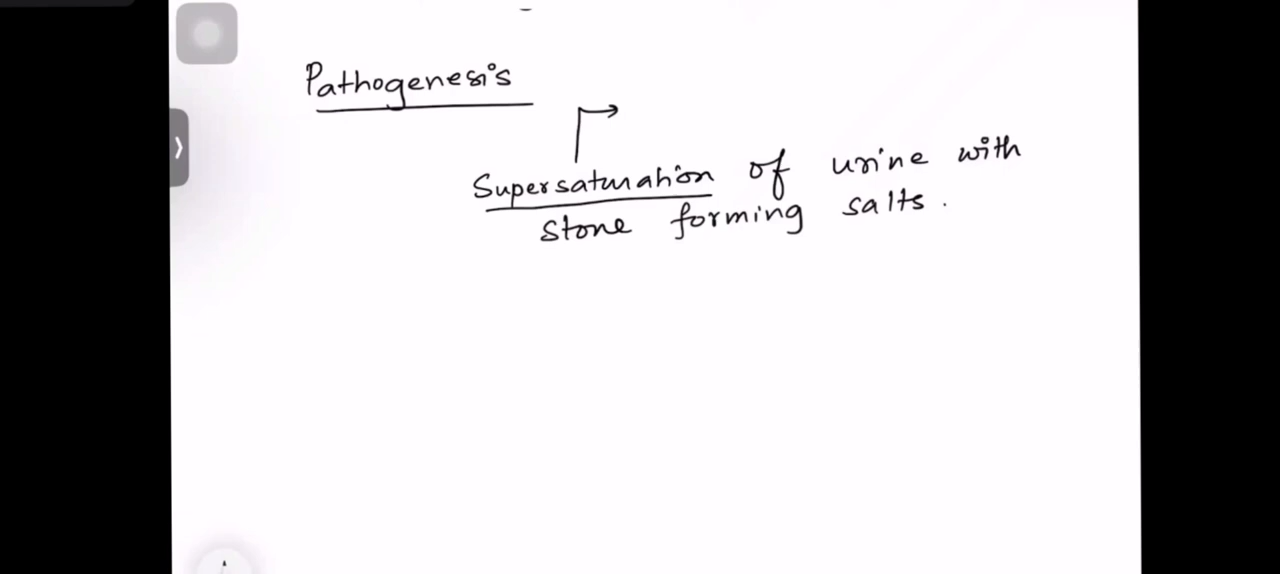 Pathogenesis
Supersaturation of urine with
stone forming salts.